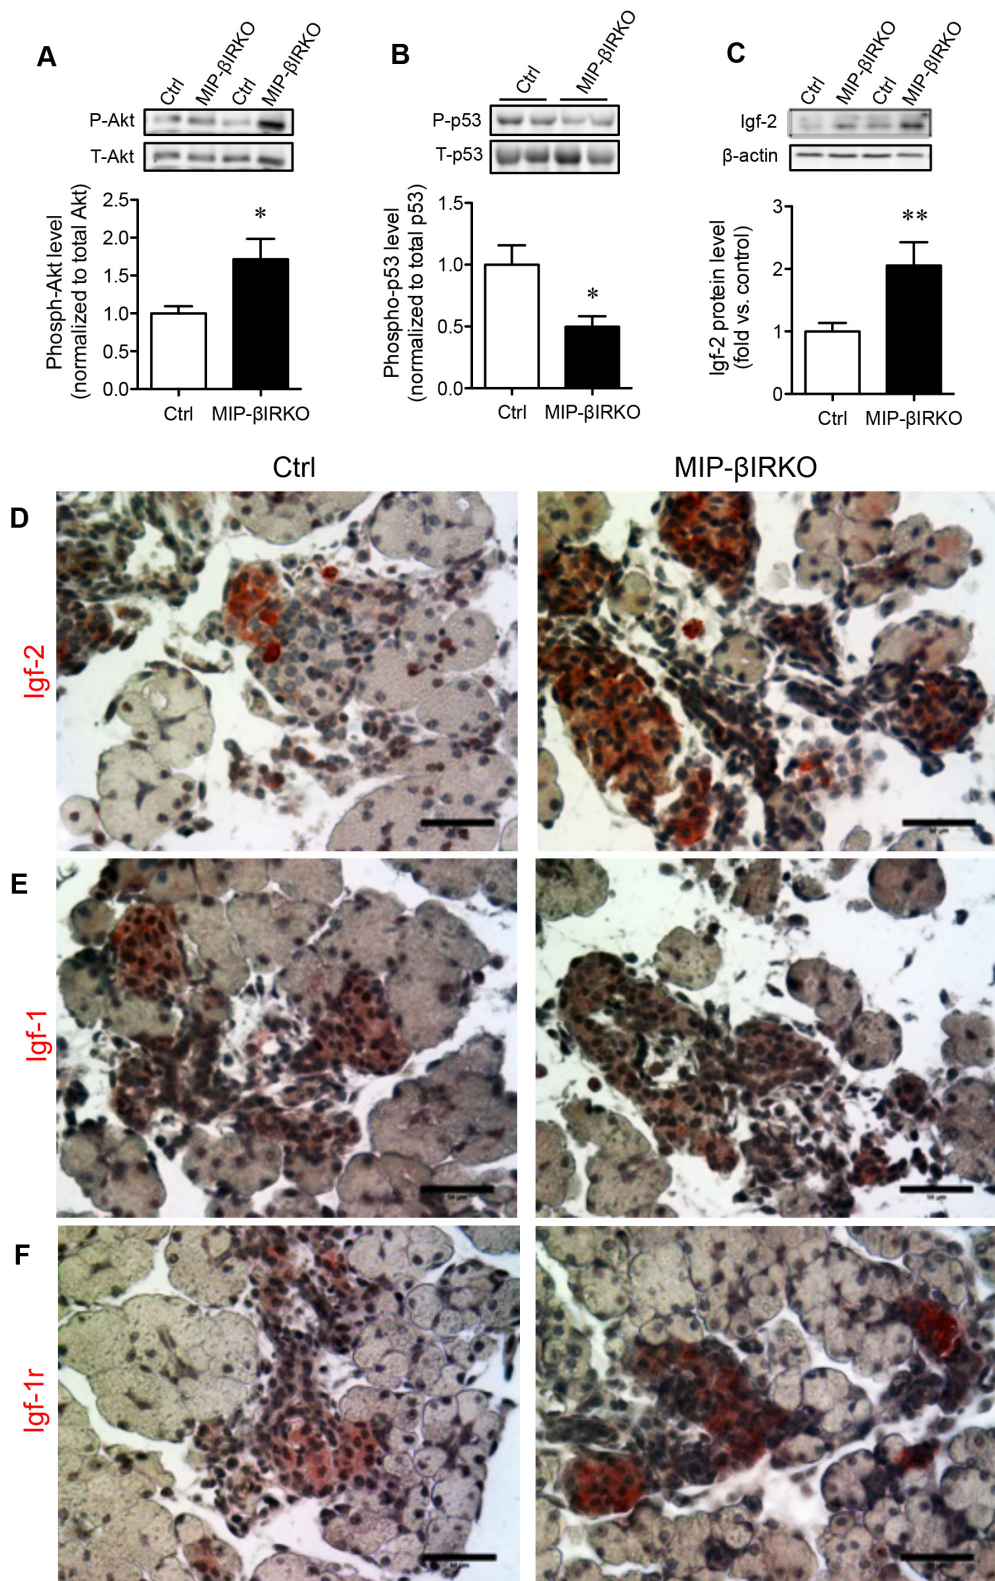 A
Ctrl
MIP-βIRKO
Ctrl
MIP-βIRKO
P-Akt
T-Akt
Phosph-Akt level
(normalized to total Akt)
2.5
2.0
1.5
1.0
0.5
0.0
*
Ctrl
MIP-βIRKO
B
Ctrl
MIP-βIRKO
P-p53
T-p53
Phospho-p53 level
(normalized to total p53)
1.5
1.0
0.5
0.0
*
Ctrl
MIP-βIRKO
C
Ctrl
MIP-βIRKO
Ctrl
MIP-βIRKO
Igf-2
β-actin
Igf-2 protein level
(fold vs. control)
3
2
1
0
**
Ctrl
MIP-βIRKO
Ctrl
MIP-βIRKO
D
Igf-2
E
Igf-1
F
Igf-1r